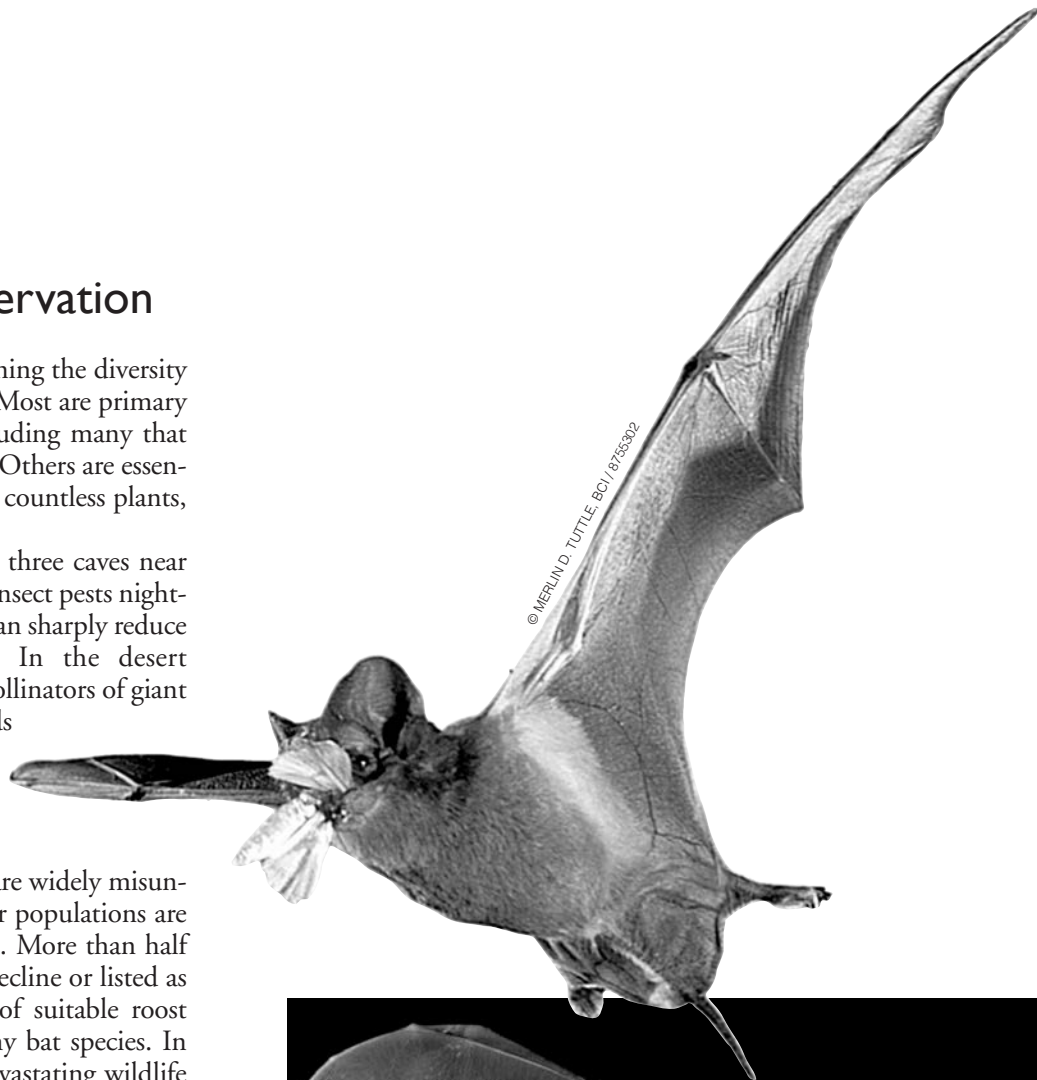 ervation
ning the diversity
Most are primary
uding many that
Others are essen-
countless plants,
three caves near
nsect pests night-
an sharply reduce
In the desert
ollinators of giant
ls
re widely misun-
r populations are
. More than half
ecline or listed as
of suitable roost
ny bat species. In
vastating wildlife
© MERLIN D. TUTTLE, BCI / 8755302